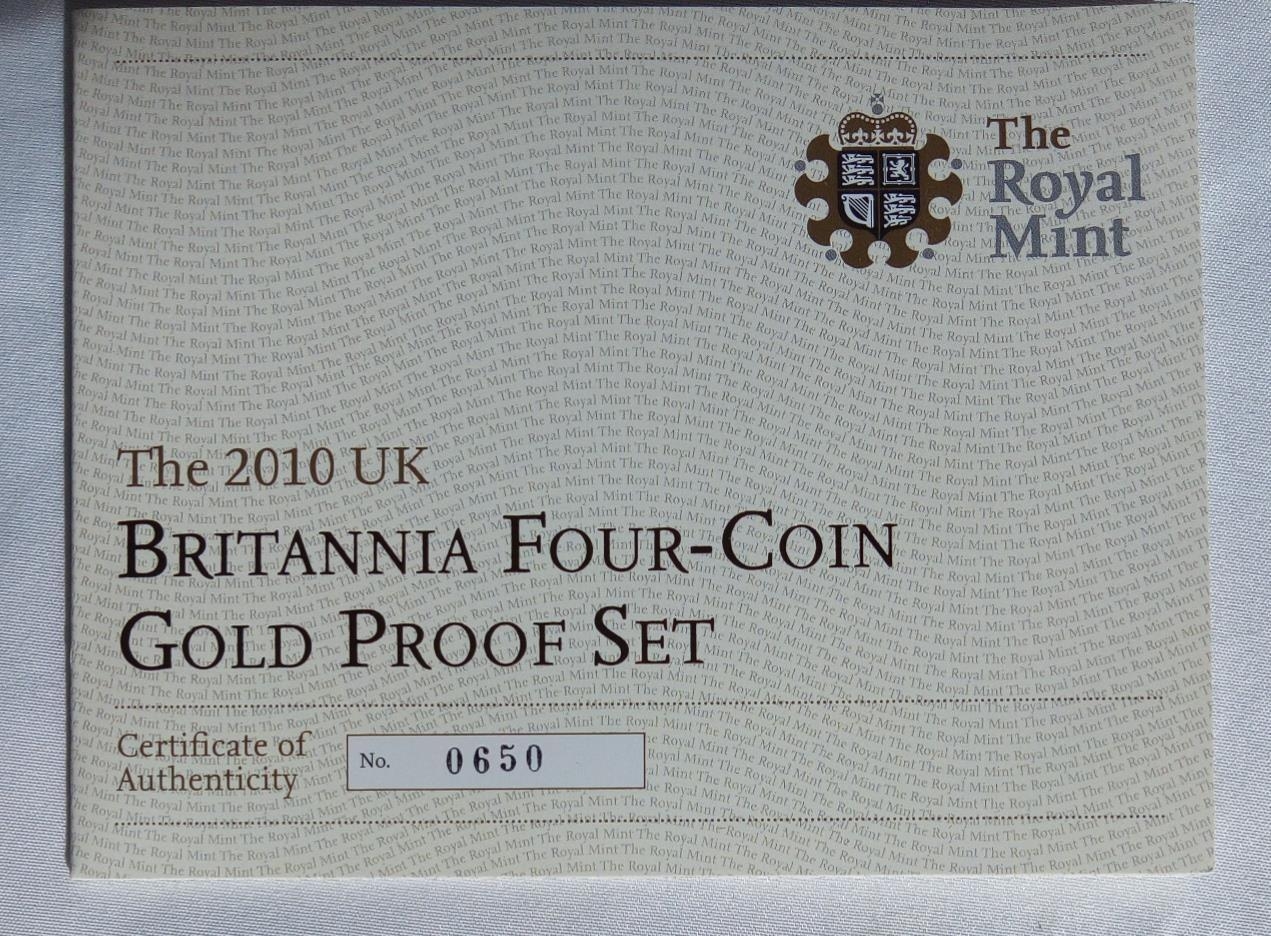 The
Royal
Mint
The 2010 UK
BRITANNIA FOUR-COIN
GOLD PROOF SET
Certificate of
Authenticity
No. 0650